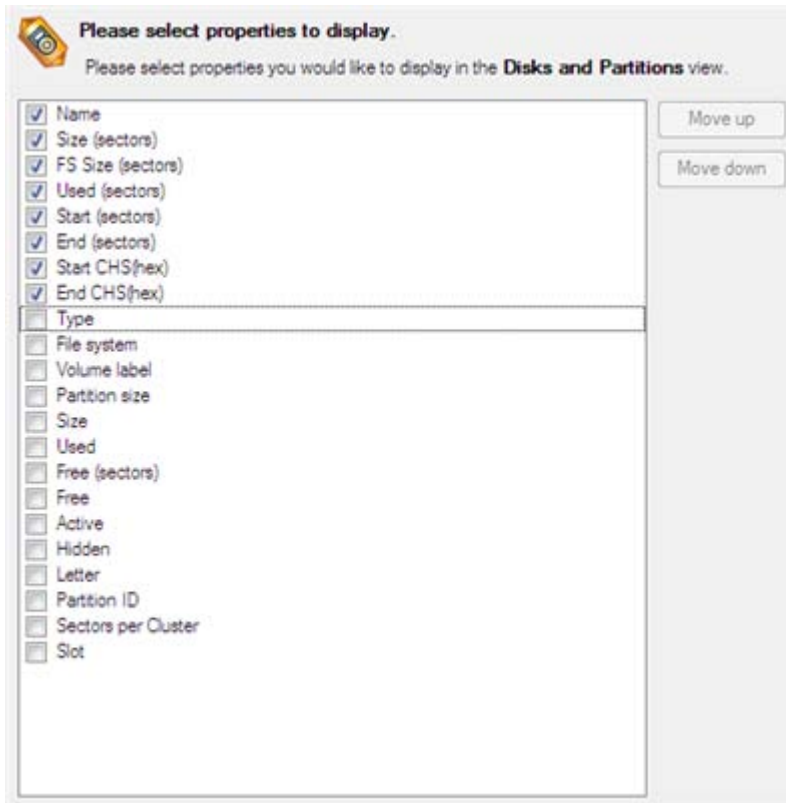 Please select properties to display.
Please select properties you would like to display in the Disks and Partitions view.
Name
Size (sectors)
FS Size (sectors)
Used (sectors)
Start (sectors)
End (sectors)
Start CHS(hex)
End CHS(hex)
Type
File system
Volume label
Partition size
Size
Used
Free (sectors)
Free
Active
Hidden
Letter
Partition ID
Sectors per Cluster
Slot
Move up
Move down